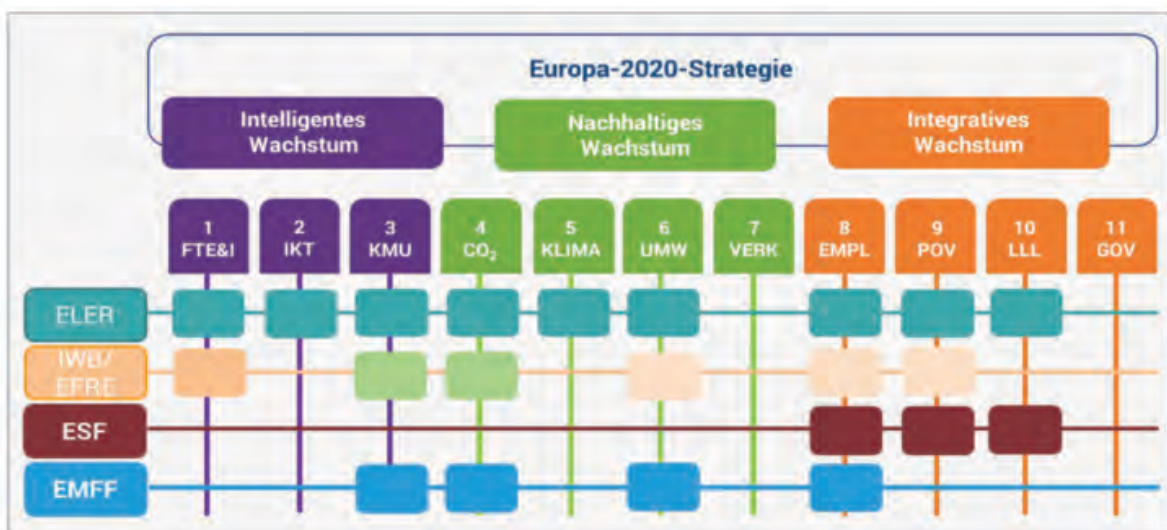 Europa-2020-Strategie
Intelligentes
Wachstum
Nachhaltiges
Wachstum
Integratives
Wachstum
1
FTE&I
2
IKT
3
KMU
4
CO₂
5
KLIMA
6
UMW
7
VERK
8
EMPL
9
POV
10
LLL
11
GOV
ELER
IWB/
EFRE
ESF
EMFF